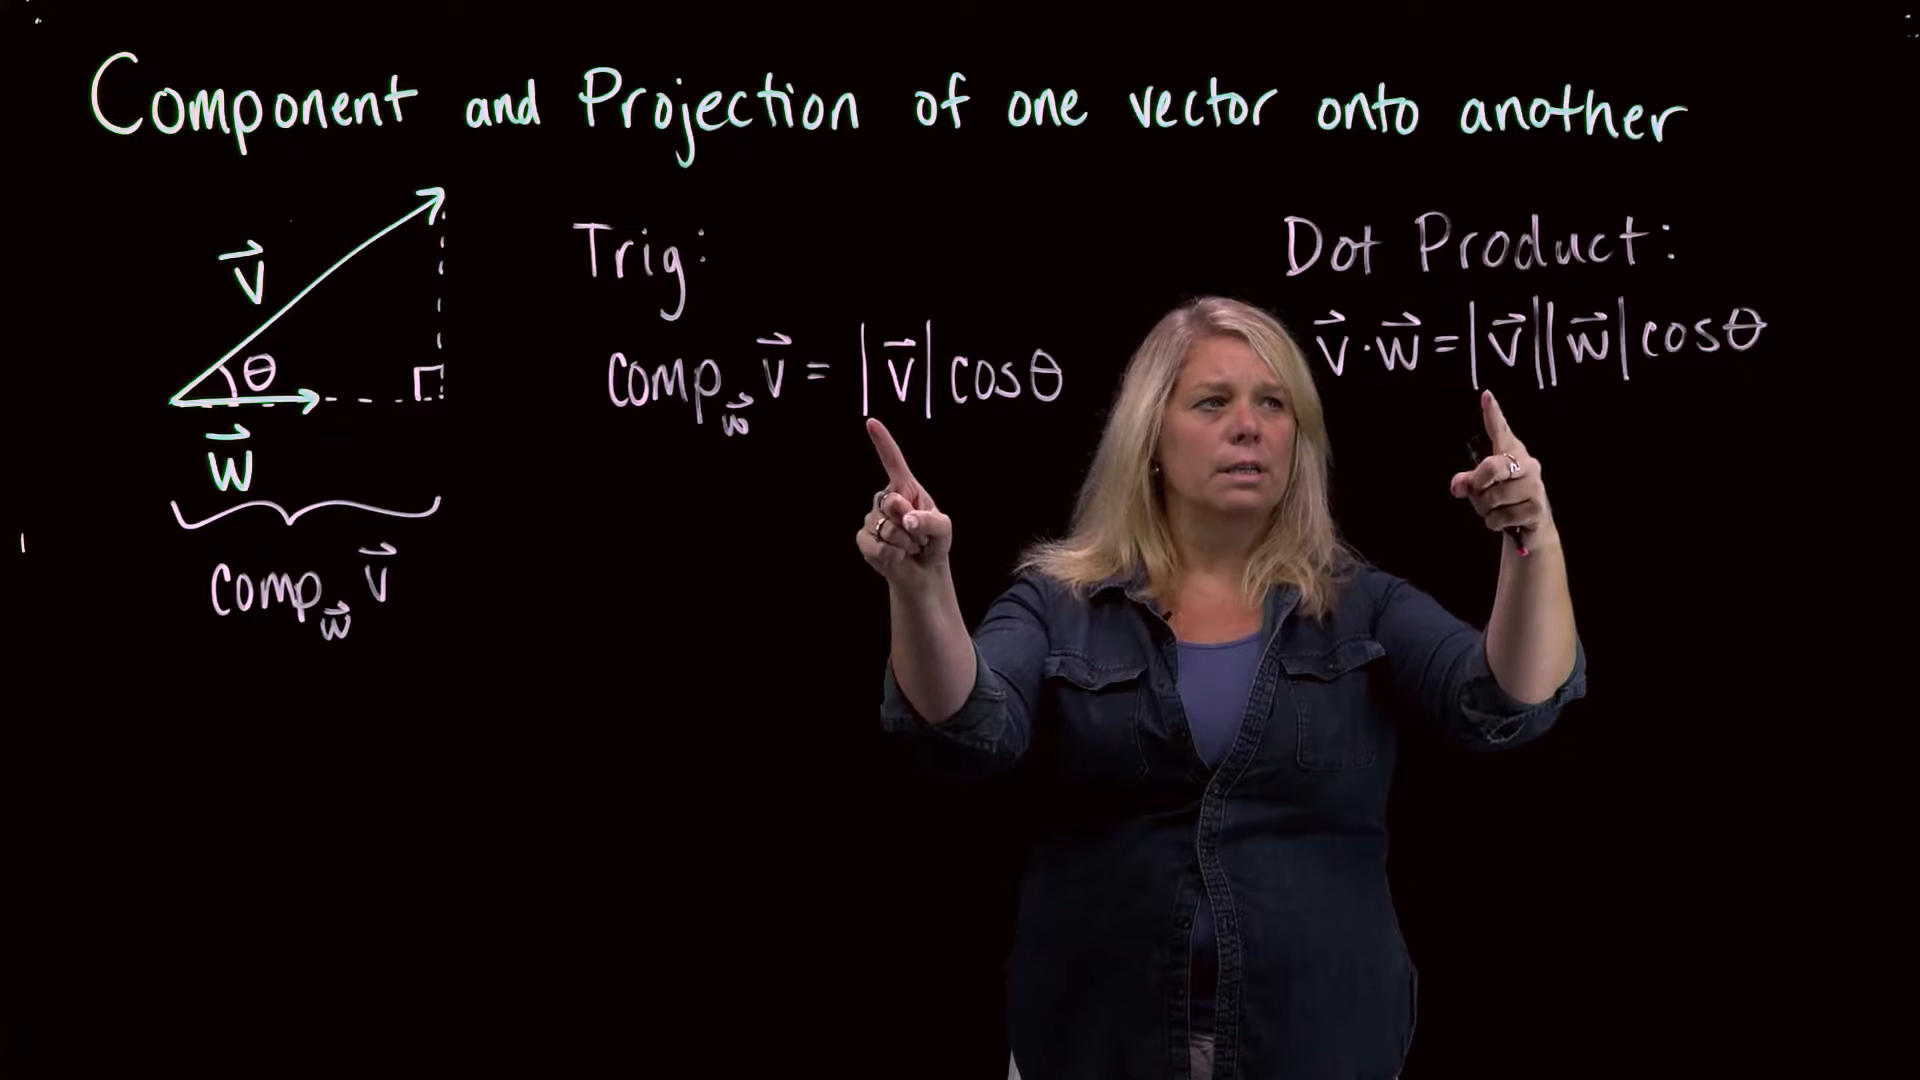 Component and Projection of one vector onto another
v⃗
θ
w⃗
comp_w⃗ v⃗
Trig:
comp_w⃗ v⃗ = |v⃗| cosθ
Dot Product:
v⃗ · w⃗ = |v⃗||w⃗| cosθ